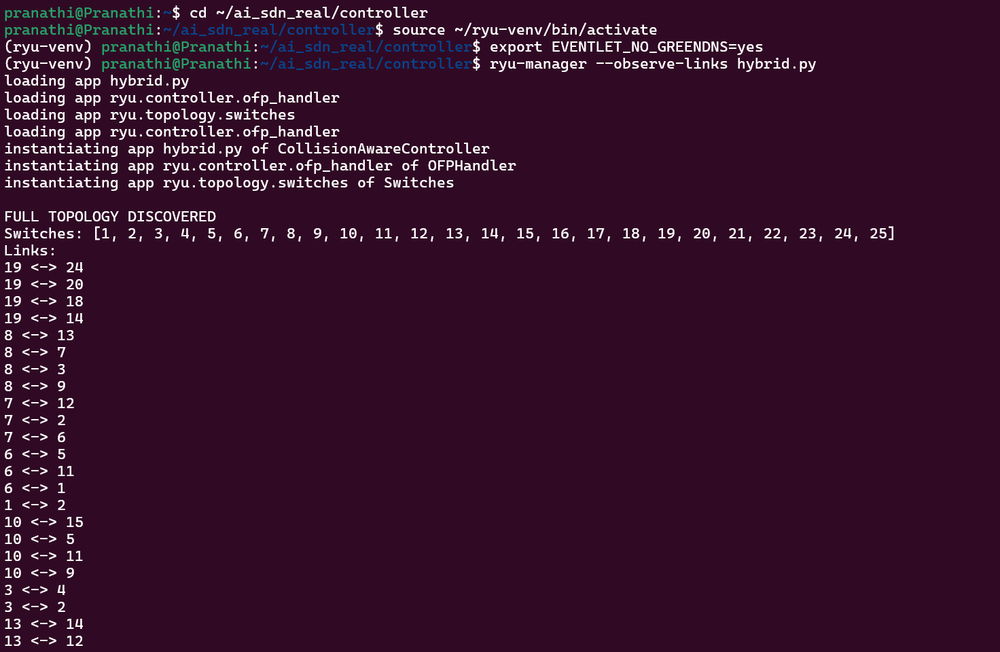 pranathi@Pranathi:~$ cd ~/ai_sdn_real/controller
pranathi@Pranathi:~/ai_sdn_real/controller$ source ~/ryu-venv/bin/activate
(ryu-venv) pranathi@Pranathi:~/ai_sdn_real/controller$ export EVENTLET_NO_GREENDNS=yes
(ryu-venv) pranathi@Pranathi:~/ai_sdn_real/controller$ ryu-manager --observe-links hybrid.py
loading app hybrid.py
loading app ryu.controller.ofp_handler
loading app ryu.topology.switches
loading app ryu.controller.ofp_handler
instantiating app hybrid.py of CollisionAwareController
instantiating app ryu.controller.ofp_handler of OFPHandler
instantiating app ryu.topology.switches of Switches
FULL TOPOLOGY DISCOVERED
Switches: [1, 2, 3, 4, 5, 6, 7, 8, 9, 10, 11, 12, 13, 14, 15, 16, 17, 18, 19, 20, 21, 22, 23, 24, 25]
Links:
19 <-> 24
19 <-> 20
19 <-> 18
19 <-> 14
8 <-> 13
8 <-> 7
8 <-> 3
8 <-> 9
7 <-> 12
7 <-> 2
7 <-> 6
6 <-> 5
6 <-> 11
6 <-> 1
1 <-> 2
10 <-> 15
10 <-> 5
10 <-> 11
10 <-> 9
3 <-> 4
3 <-> 2
13 <-> 14
13 <-> 12